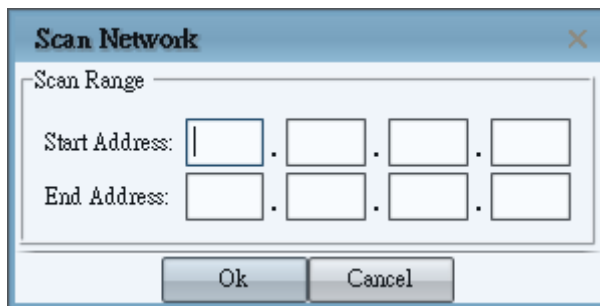 Scan Network
Scan Range
Start Address: . . .
End Address: . . .
Ok Cancel